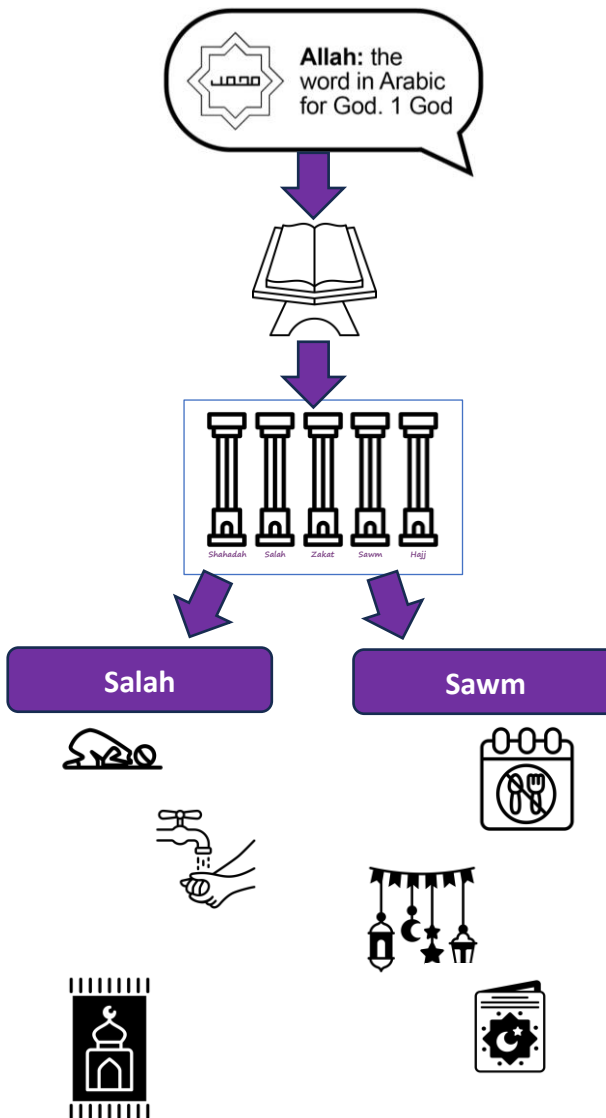 Allah: the
word in Arabic
for God. 1 God
Shahadah Salah Zakat Sawm Hajj
Salah Sawm